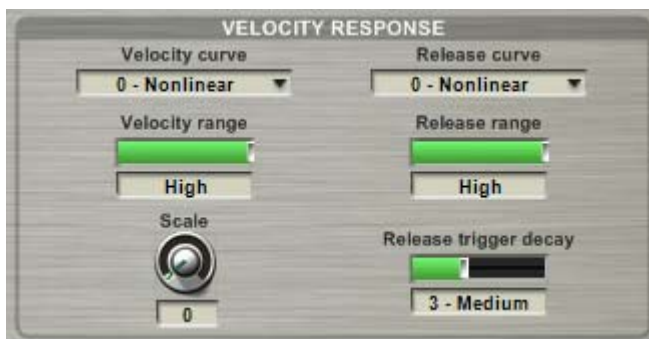 VELOCITY RESPONSE
Velocity curve
0 - Nonlinear
Velocity range
High
Scale
0
Release curve
0 - Nonlinear
Release range
High
Release trigger decay
3 - Medium